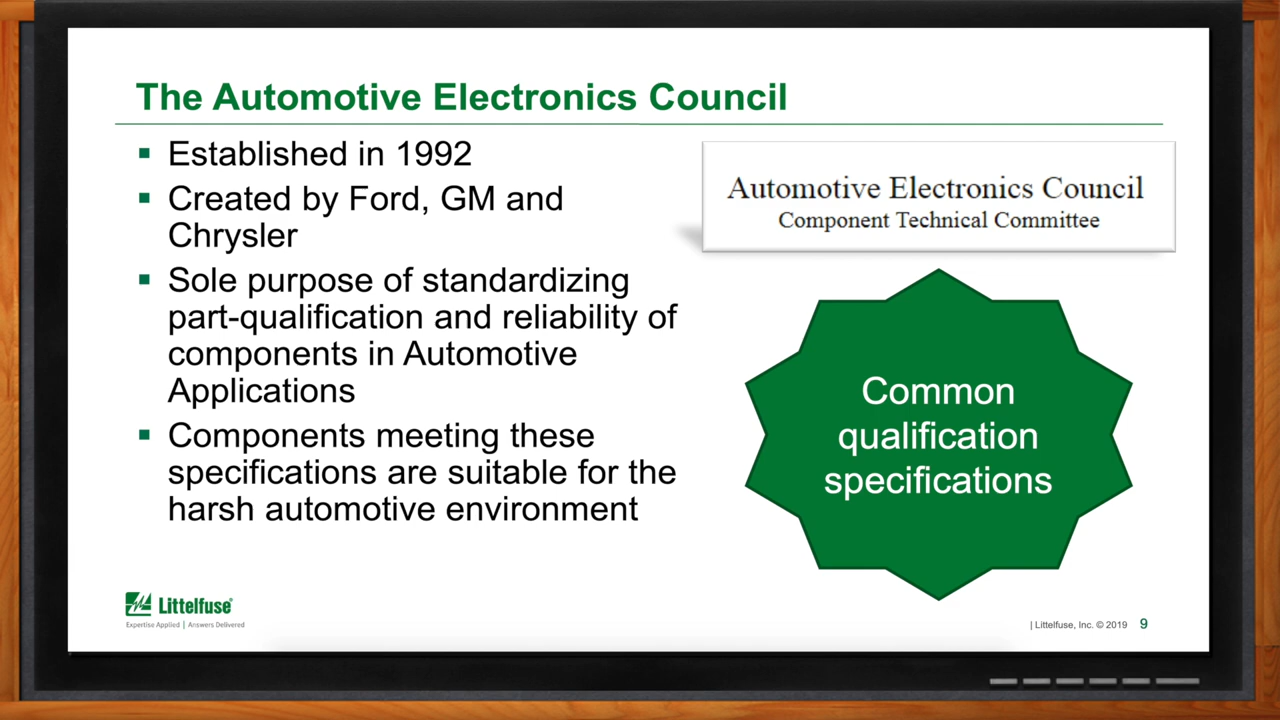 The Automotive Electronics Council
Established in 1992
Created by Ford, GM and
Chrysler
Sole purpose of standardizing
part-qualification and reliability of
components in Automotive
Applications
Components meeting these
specifications are suitable for the
harsh automotive environment
Automotive Electronics Council
Component Technical Committee
Common
qualification
specifications
Littelfuse®
Expertise Applied | Answers Delivered
| Littelfuse, Inc. © 2019 9